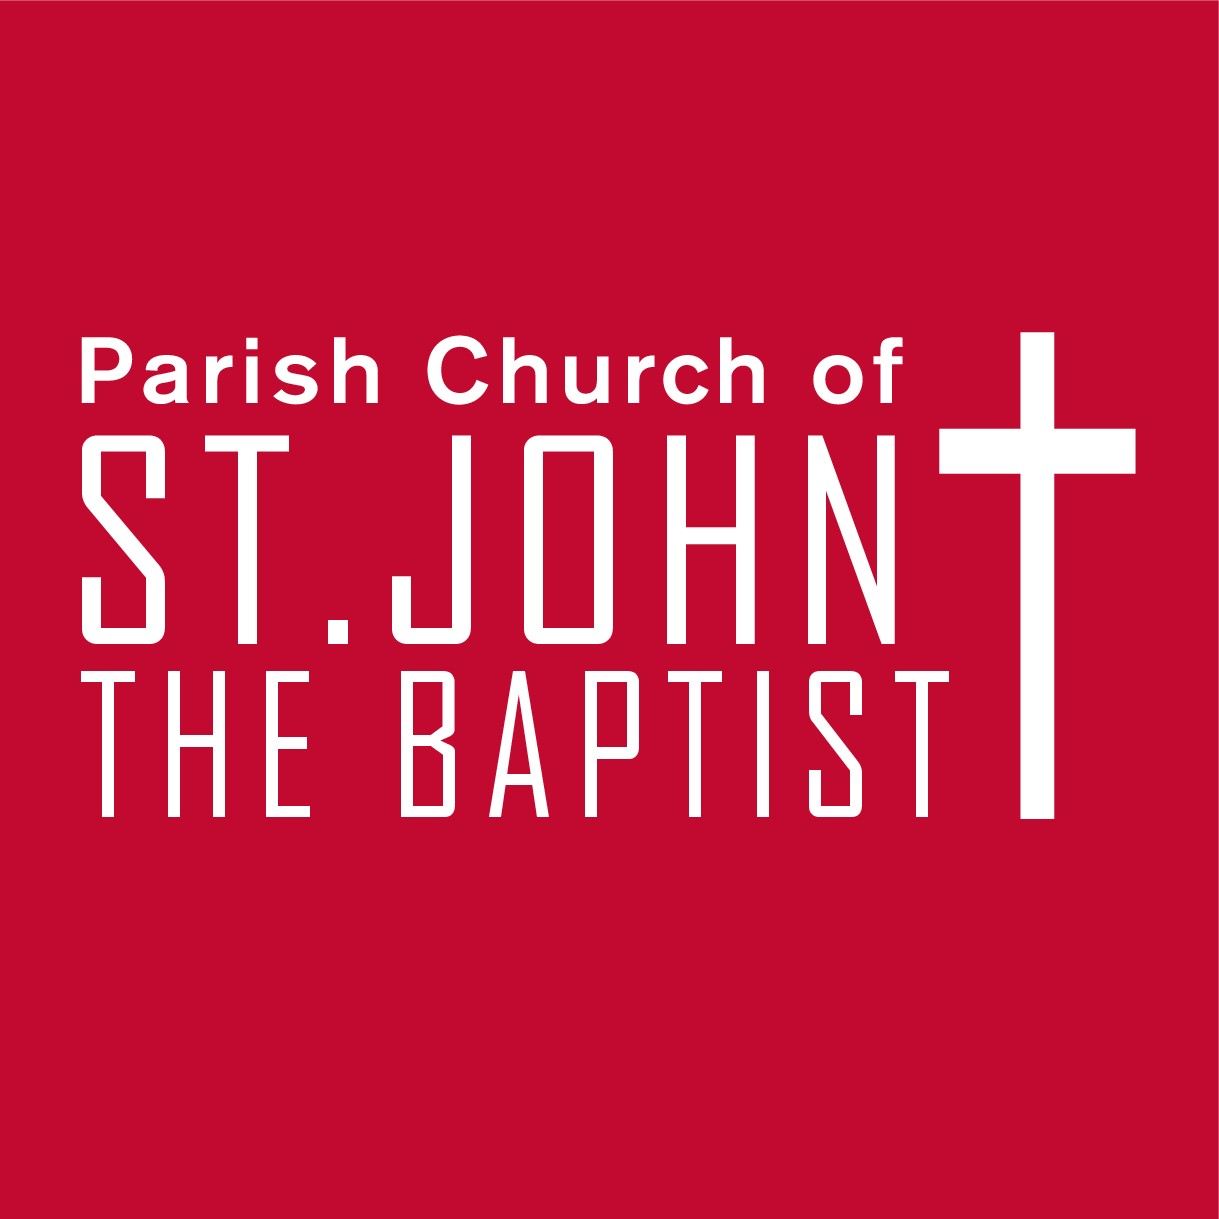 Parish Church of
ST.JOHN
THE BAPTIST